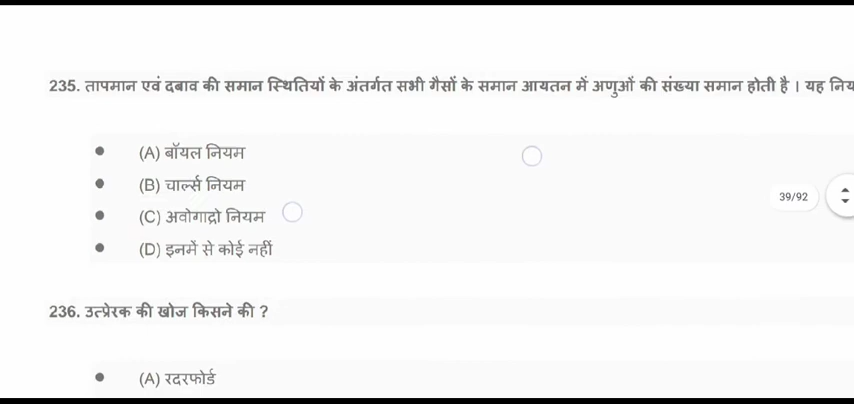 235. तापमान एवं दबाव की समान स्थितियों के अंतर्गत सभी गैसों के समान आयतन में अणुओं की संख्या समान होती है । यह निय
(A) बॉयल नियम
(B) चार्ल्स नियम
39/92
(C) अवोगाद्रो नियम
(D) इनमें से कोई नहीं
236. उत्प्रेरक की खोज किसने की ?
(A) रदरफोर्ड